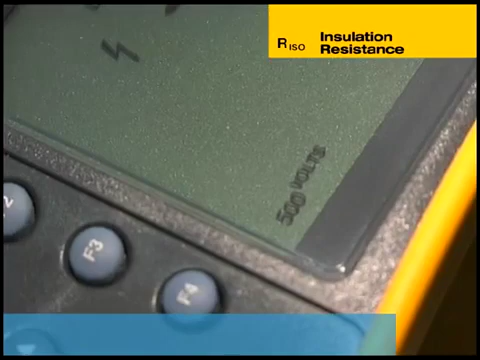 R ISO Insulation
Resistance
500 VOLTS
F3
F4